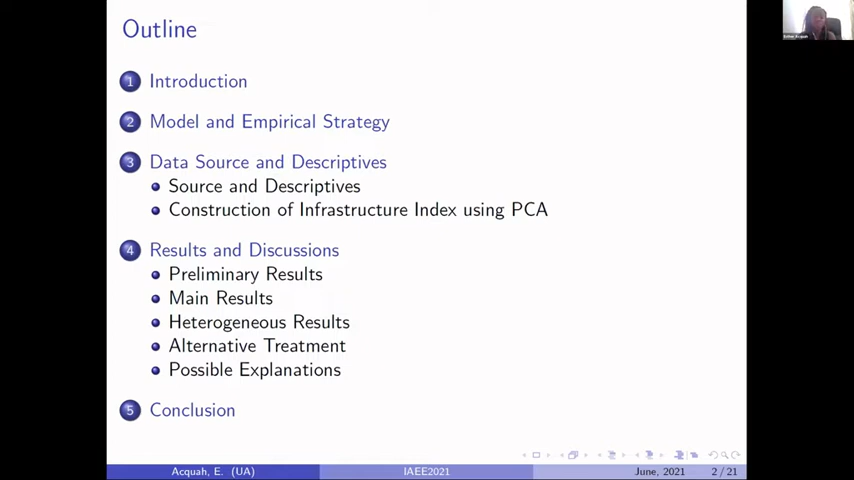 Outline
1 Introduction
2 Model and Empirical Strategy
3 Data Source and Descriptives
Source and Descriptives
Construction of Infrastructure Index using PCA
4 Results and Discussions
Preliminary Results
Main Results
Heterogeneous Results
Alternative Treatment
Possible Explanations
5 Conclusion
Acquah, E. (UA) IAEE2021 June, 2021 2 / 21
Esther Acquah